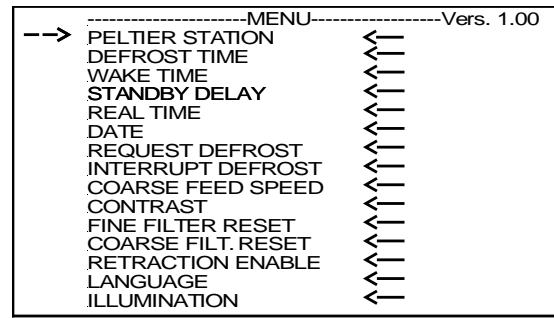 ----------------------MENU-----------------Vers. 1.00
--> PELTIER STATION <—
DEFROST TIME <—
WAKE TIME <—
STANDBY DELAY <—
REAL TIME <—
DATE <—
REQUEST DEFROST <—
INTERRUPT DEFROST <—
COARSE FEED SPEED <—
CONTRAST <—
FINE FILTER RESET <—
COARSE FILT. RESET <—
RETRACTION ENABLE <—
LANGUAGE <—
ILLUMINATION <—